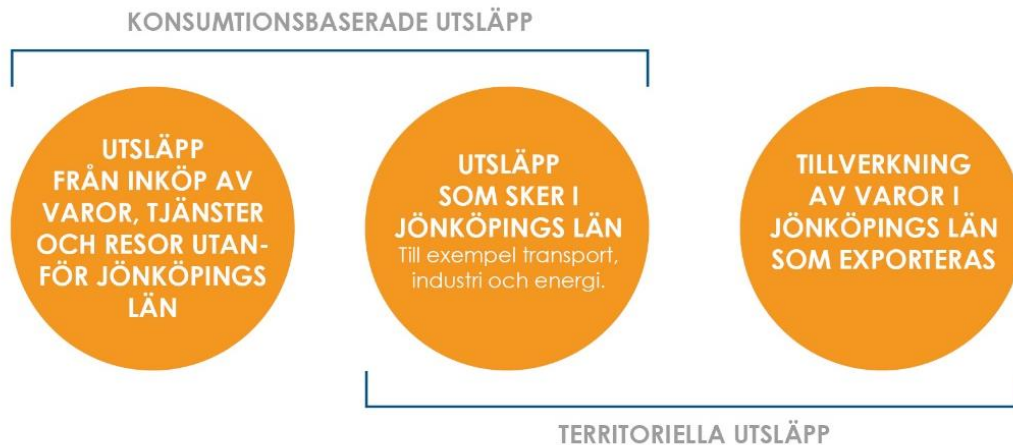 KONSUMTIONSBASERADE UTSLÄPP
UTSLÄPP
FRÅN INKÖP AV
VAROR, TJÄNSTER
OCH RESOR UTAN-
FÖR JÖNKÖPINGS
LÄN
UTSLÄPP
SOM SKER I
JÖNKÖPINGS LÄN
Till exempel transport,
industri och energi.
TILLVERKNING
AV VAROR I
JÖNKÖPINGS LÄN
SOM EXPORTERAS
TERRITORIELLA UTSLÄPP